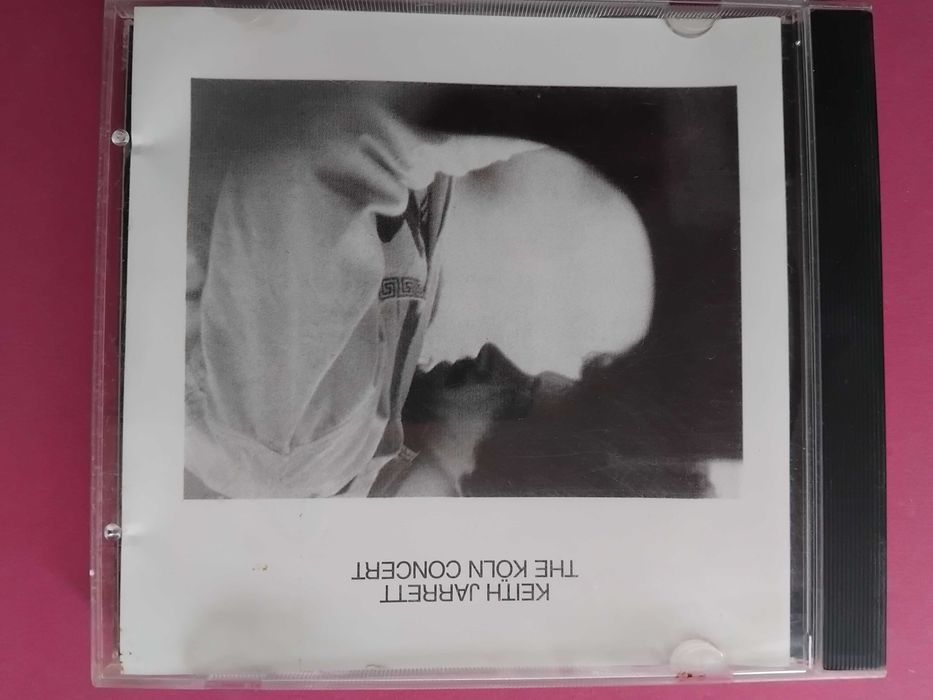 KEITH JARRETT
THE KÖLN CONCERT